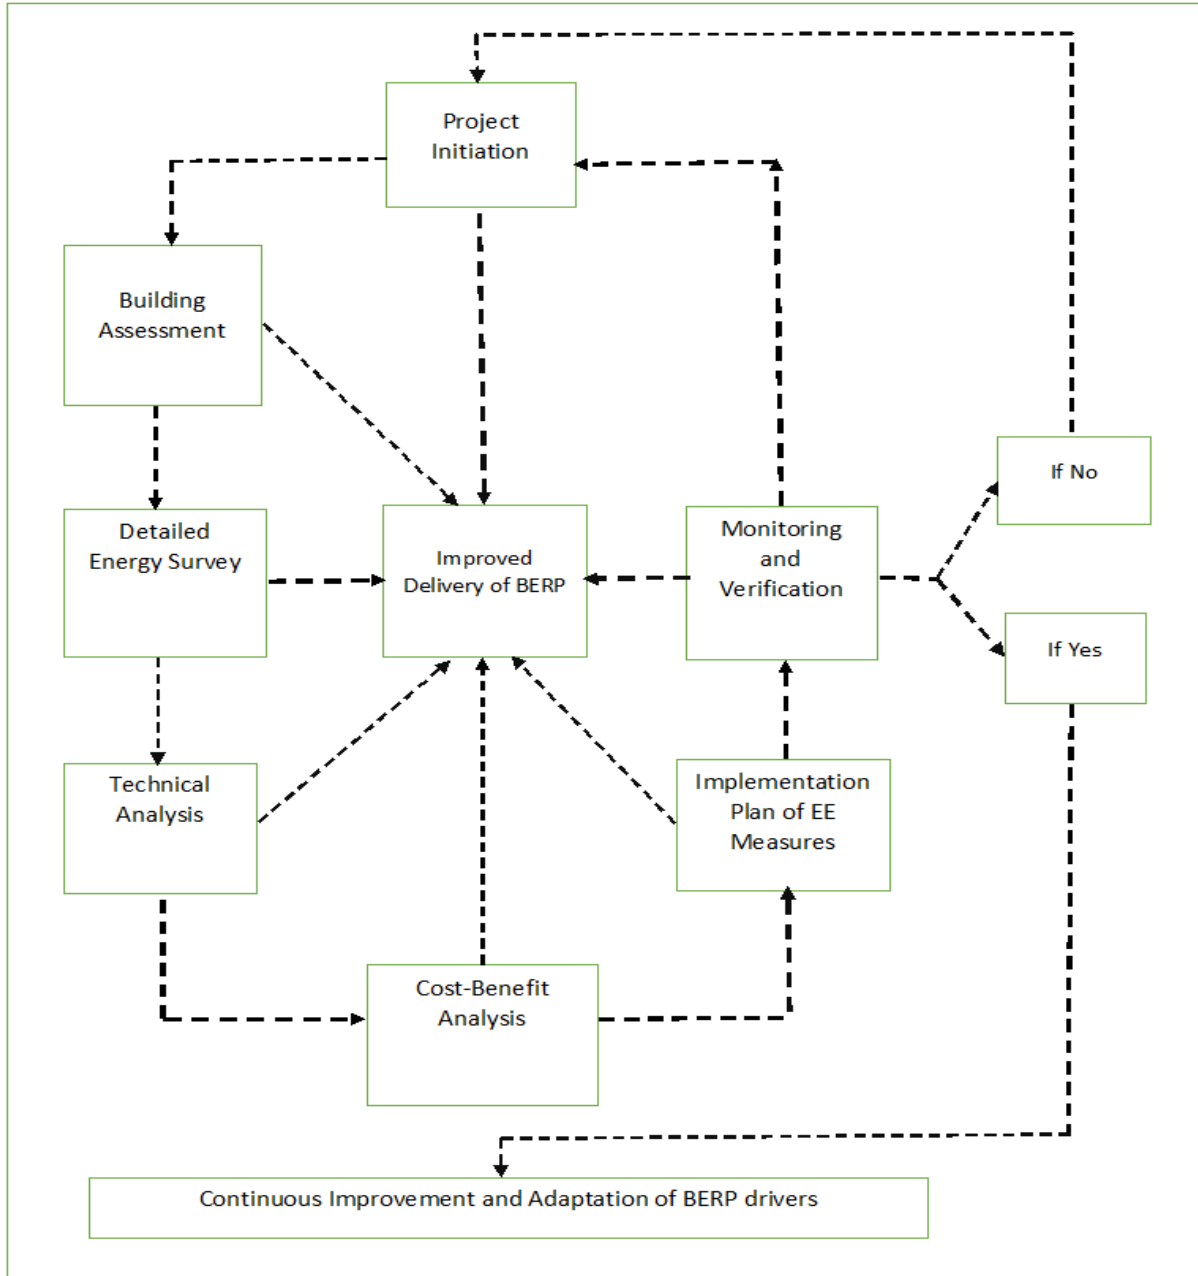 Project
Initiation
Building
Assessment
If No
Detailed
Energy Survey
Improved
Delivery of BERP
Monitoring
and
Verification
If Yes
Technical
Analysis
Implementation
Plan of EE
Measures
Cost-Benefit
Analysis
Continuous Improvement and Adaptation of BERP drivers